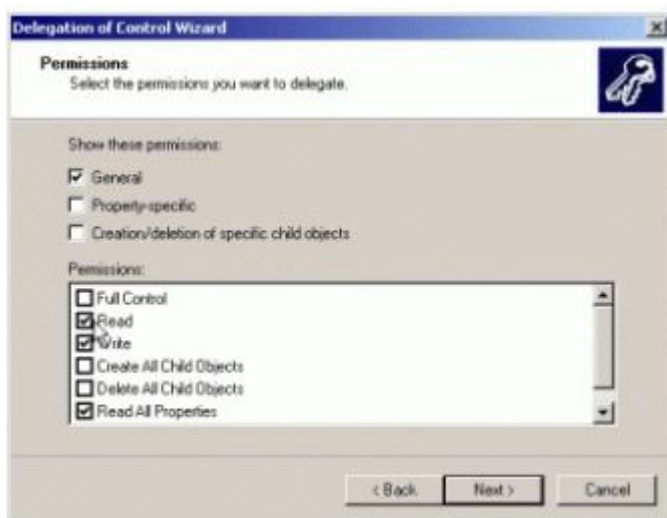 Delegation of Control Wizard
Permissions
Select the permissions you want to delegate.
Show these permissions:
General
Property-specific
Creation/deletion of specific child objects
Permissions:
Full Control
Read
Write
Create All Child Objects
Delete All Child Objects
Read All Properties
< Back Next > Cancel